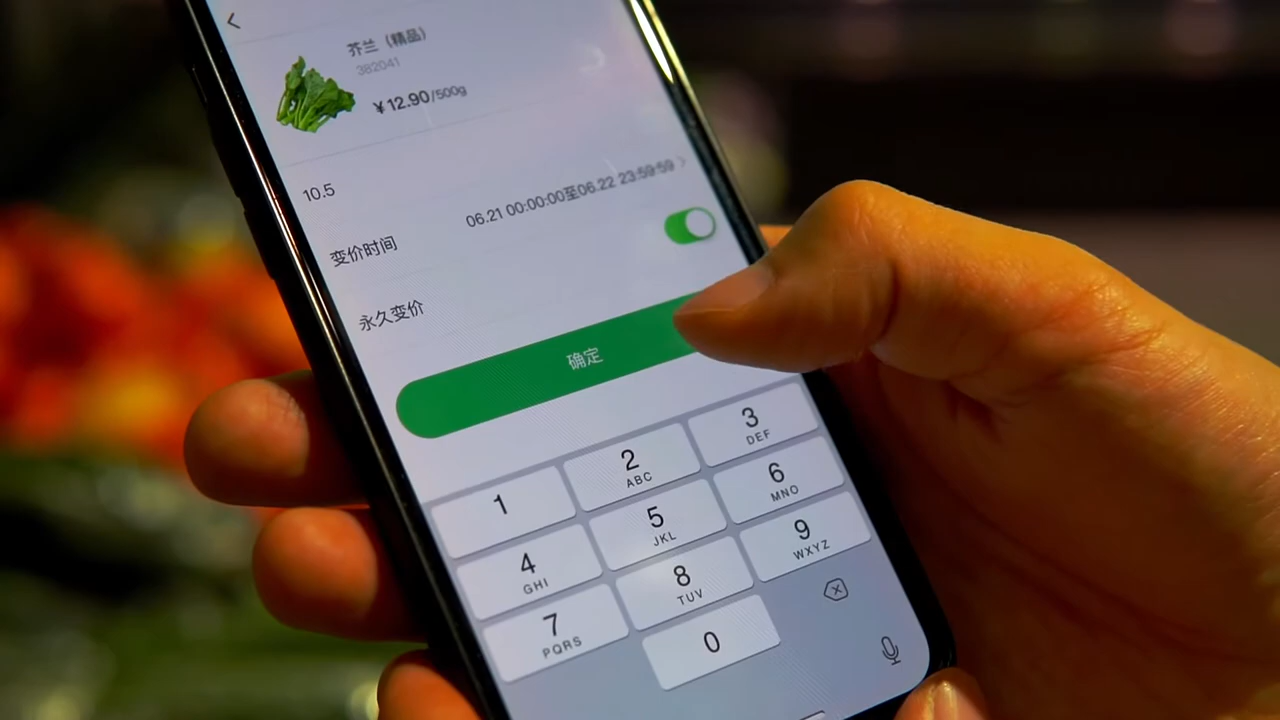 芥兰（精品）
382041
￥12.90/500g
10.5
变价时间 06.21 00:00:00至06.22 23:59:59
永久变价
确定
1
2 ABC
3 DEF
4 GHI
5 JKL
6 MNO
7 PQRS
8 TUV
9 WXYZ
0